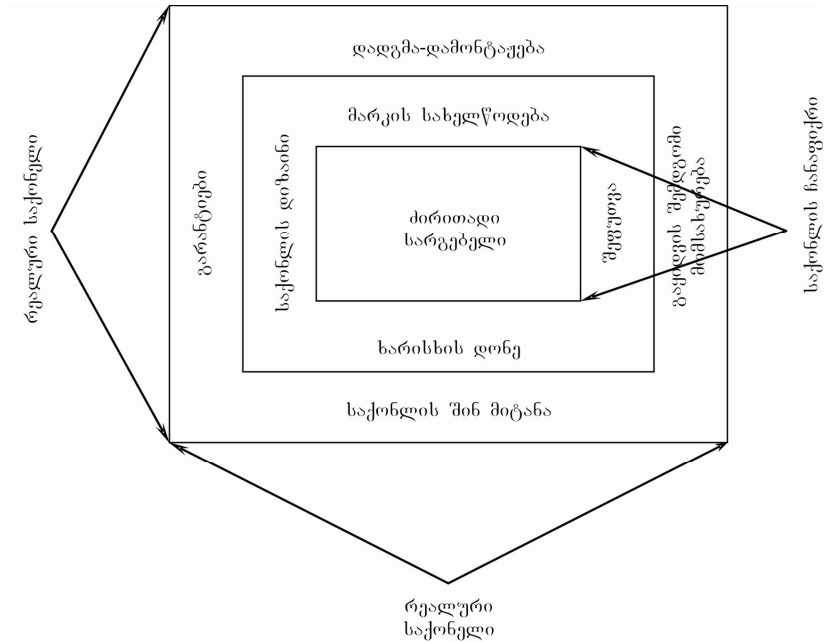 დადგმა-დამონტაჟება
მარკის სახელწოდება
რეალური საქონელი
გარანტიები
საქონლის დიზაინი
ძირითადი
სარგებელი
შეფუთვა
გაყიდვის შემდგომი
მომსახურება
საქონლის ჩანაფიქრი
ხარისხის დონე
საქონლის შინ მიტანა
რეალური
საქონელი